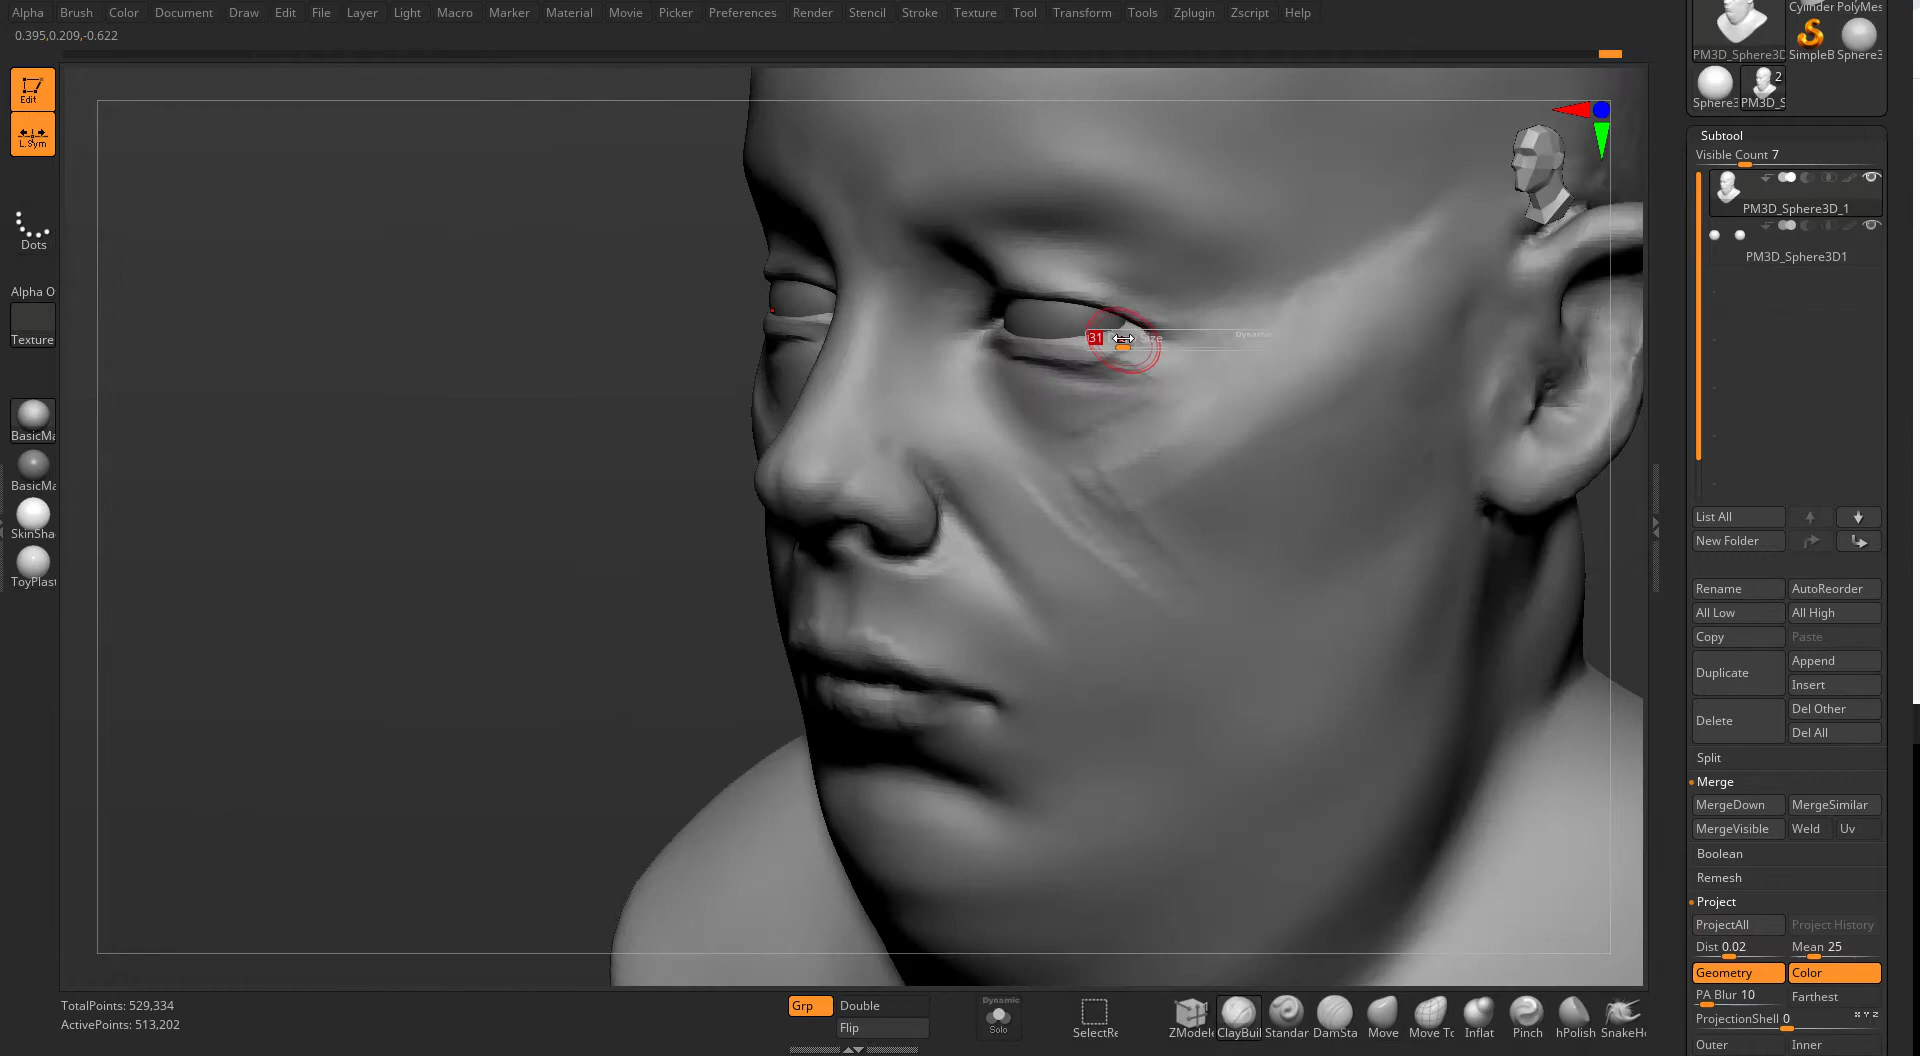 Alpha Brush Color Document Draw Edit File Layer Light Macro Marker Material Movie Picker Preferences Render Stencil Stroke Texture Tool Transform Tools Zplugin Zscript Help
0.395,0.209,-0.622
Edit
L.Sym
Dots
Alpha O
Texture
BasicMa
BasicMa
SkinSha
ToyPlast
31 Size Dynamic
Cylinder PolyMes
PM3D_Sphere3D SimpleB Sphere3
2
Sphere3 PM3D_S
Subtool
Visible Count 7
PM3D_Sphere3D_1
PM3D_Sphere3D1
List All
New Folder
Rename AutoReorder
All Low All High
Copy Paste
Duplicate Append
Insert
Delete Del Other
Del All
Split
Merge
MergeDown MergeSimilar
MergeVisible Weld Uv
Boolean
Remesh
Project
ProjectAll Project History
Dist 0.02 Mean 25
Geometry Color
PA Blur 10 Farthest
ProjectionShell 0 X Y Z
Outer Inner
TotalPoints: 529,334
ActivePoints: 513,202
Grp Double
Flip
Dynamic
Solo
SelectRe
ZModele ClayBuil Standar DamSta Move Move To Inflat Pinch hPolish SnakeH